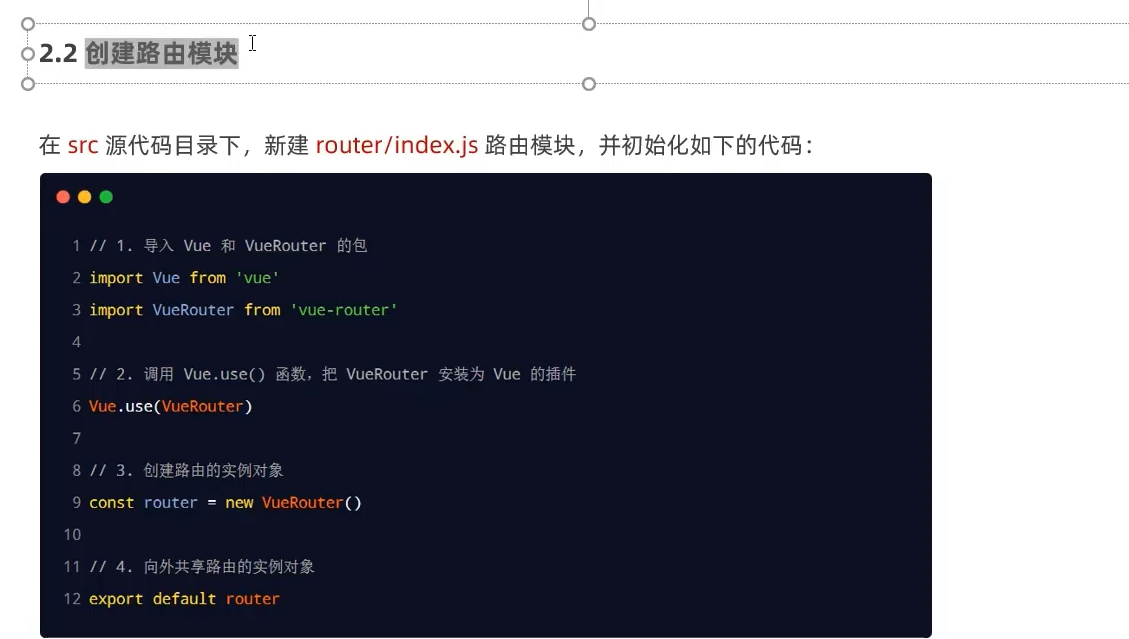 2.2 创建路由模块
在 src 源代码目录下，新建 router/index.js 路由模块，并初始化如下的代码：
1 // 1. 导入 Vue 和 VueRouter 的包
2 import Vue from 'vue'
3 import VueRouter from 'vue-router'
4
5 // 2. 调用 Vue.use() 函数，把 VueRouter 安装为 Vue 的插件
6 Vue.use(VueRouter)
7
8 // 3. 创建路由的实例对象
9 const router = new VueRouter()
10
11 // 4. 向外共享路由的实例对象
12 export default router